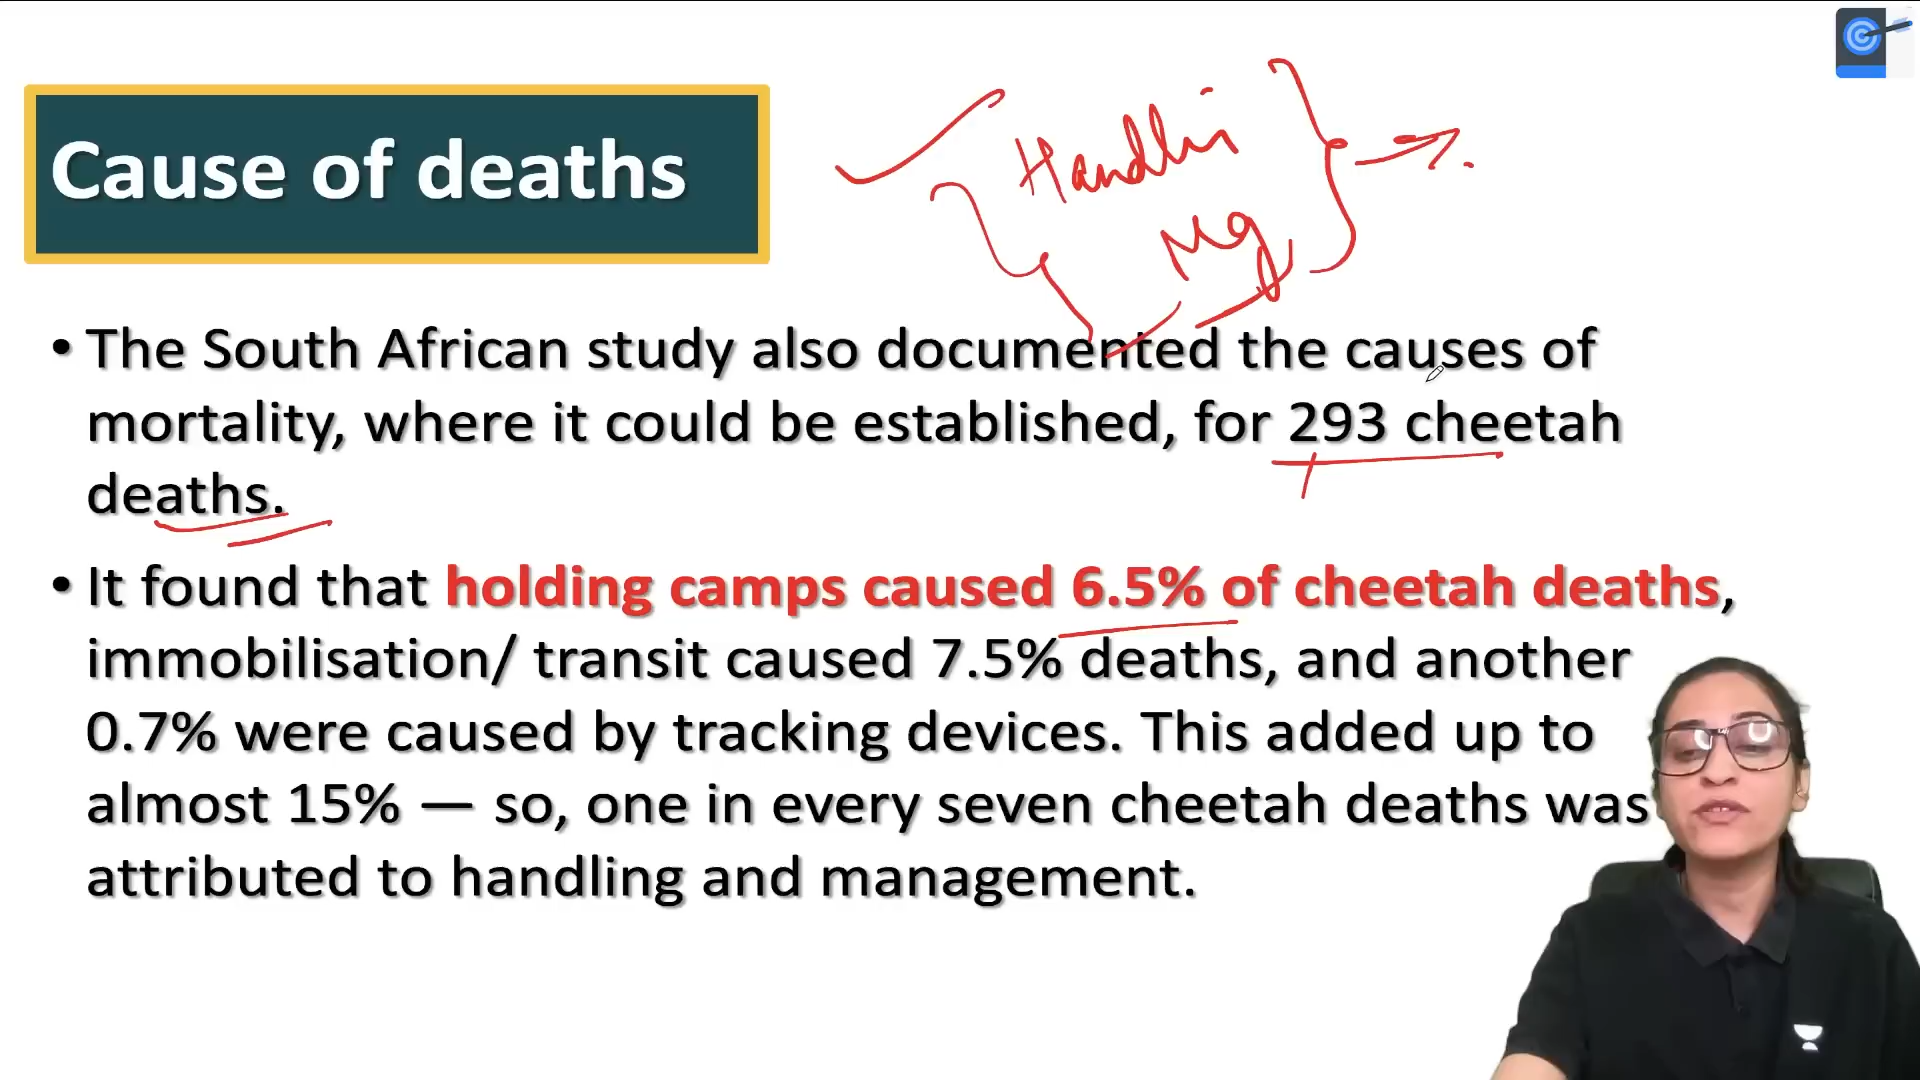 Cause of deaths
Handlin
Mg
• The South African study also documented the causes of
mortality, where it could be established, for 293 cheetah
deaths.
• It found that holding camps caused 6.5% of cheetah deaths,
immobilisation/ transit caused 7.5% deaths, and another
0.7% were caused by tracking devices. This added up to
almost 15% — so, one in every seven cheetah deaths was
attributed to handling and management.